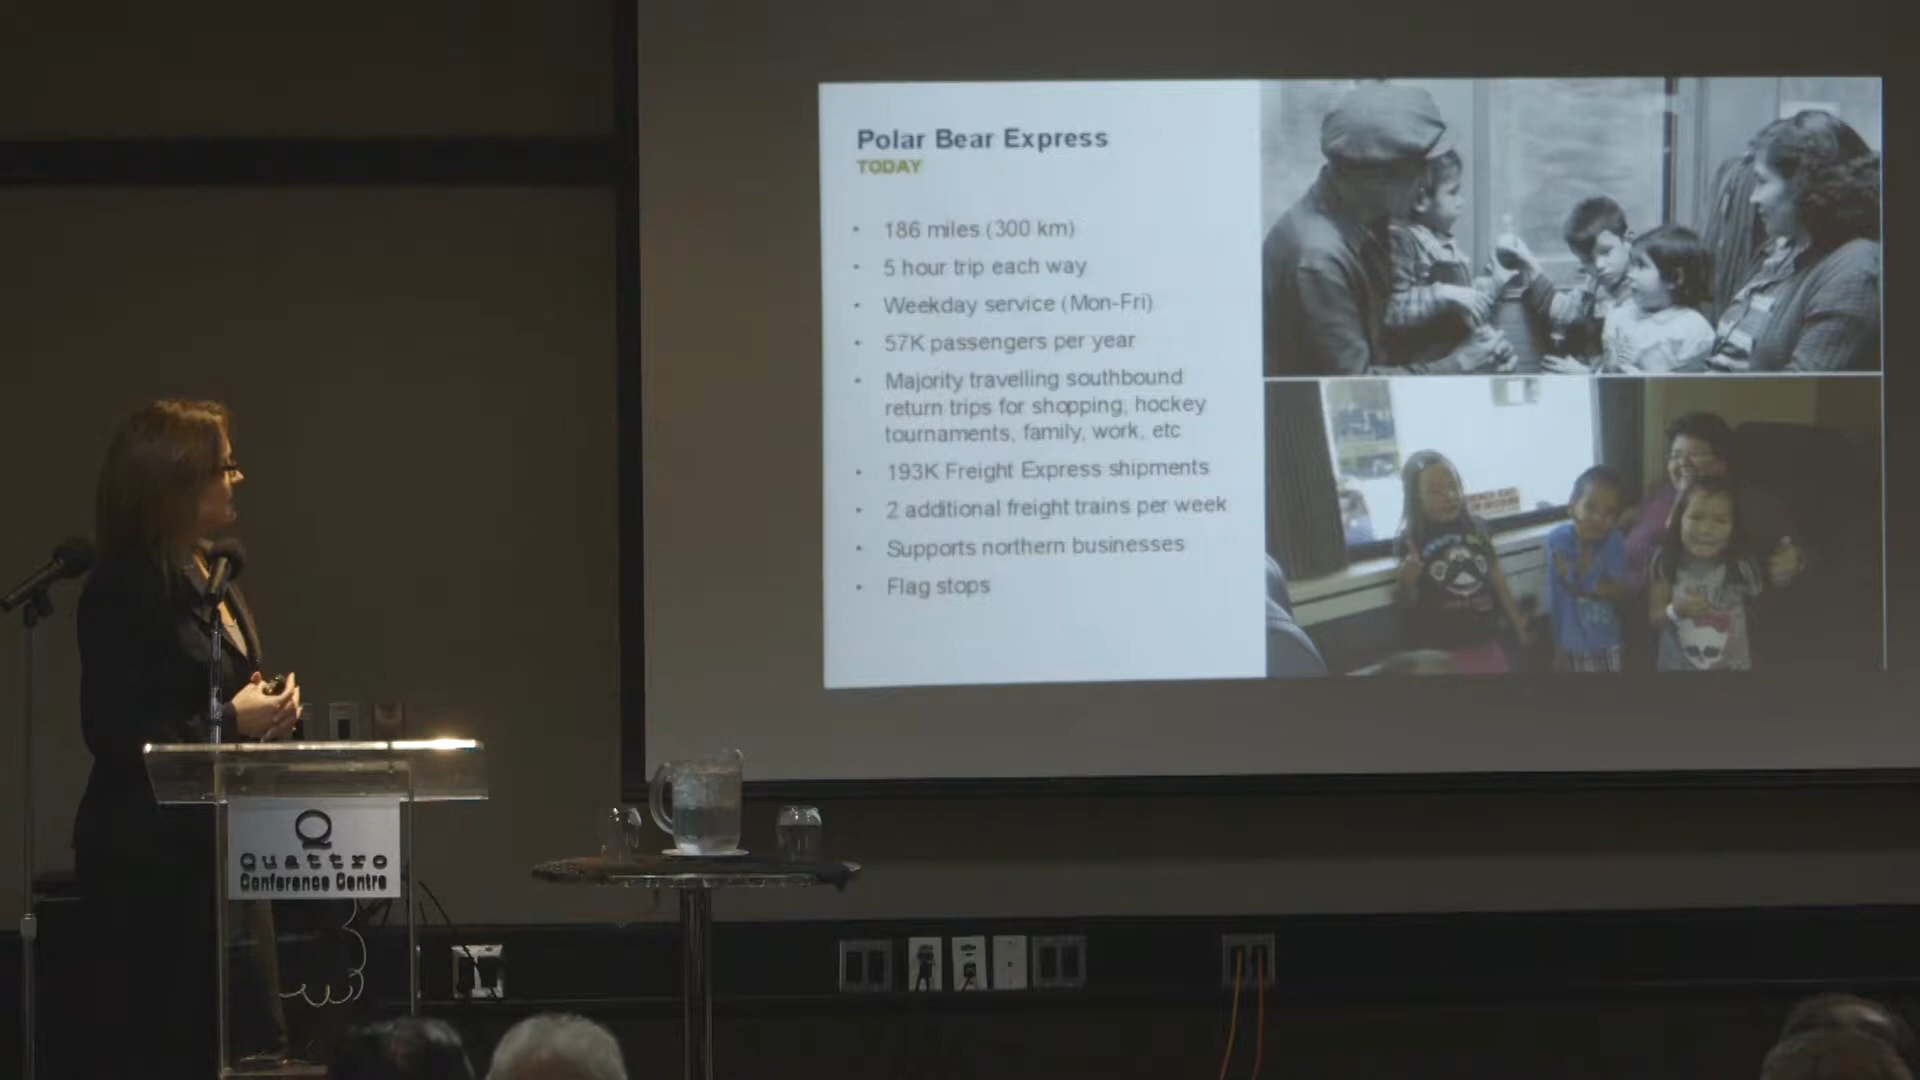 Polar Bear Express
TODAY
• 186 miles (300 km)
• 5 hour trip each way
• Weekday service (Mon-Fri)
• 57K passengers per year
• Majority travelling southbound
return trips for shopping, hockey
tournaments, family, work, etc
• 193K Freight Express shipments
• 2 additional freight trains per week
• Supports northern businesses
• Flag stops
Q
Quattro
Conference Centre